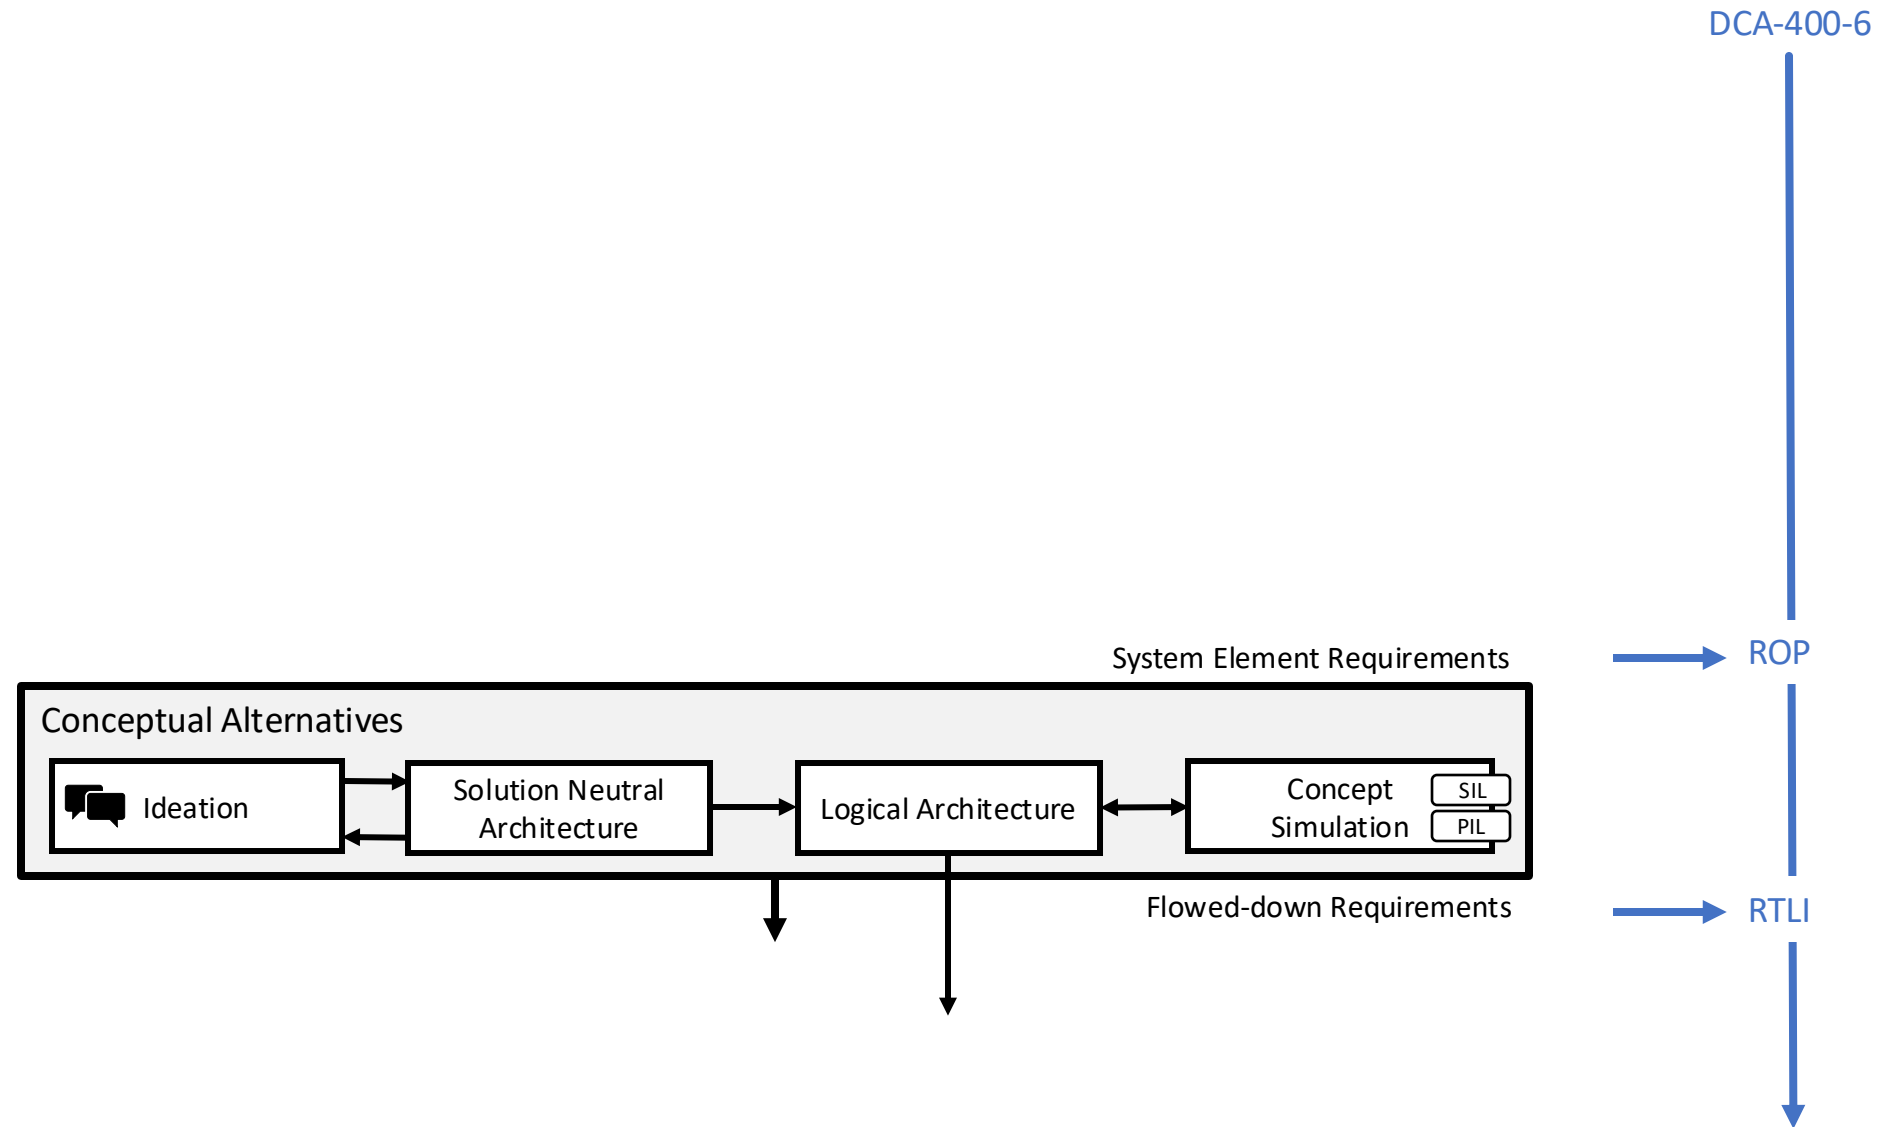 DCA-400-6
System Element Requirements
ROP
Conceptual Alternatives
Ideation
Solution Neutral
Architecture
Logical Architecture
Concept
Simulation
SIL
PIL
Flowed-down Requirements
RTLI